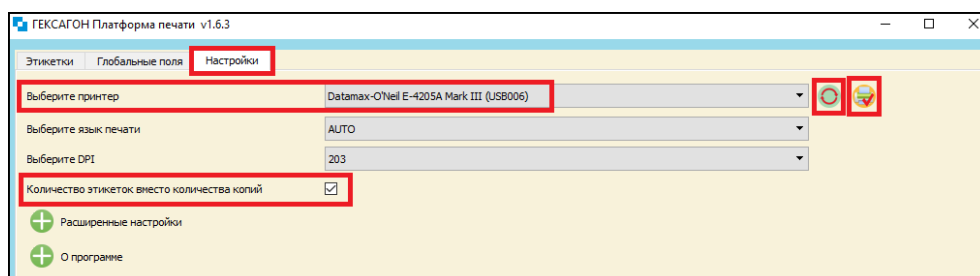 ГЕКСАГОН Платформа печати v1.6.3
Этикетки Глобальные поля Настройки
Выберите принтер Datamax-O'Neil E-4205A Mark III (USB006)
Выберите язык печати AUTO
Выберите DPI 203
Количество этикеток вместо количества копий
Расширенные настройки
О программе